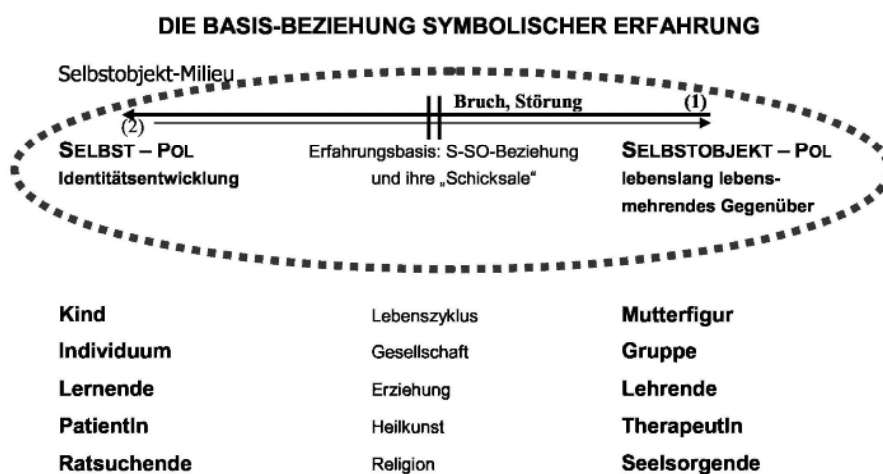 DIE BASIS-BEZIEHUNG SYMBOLISCHER ERFAHRUNG
Selbstobjekt-Milieu
Bruch, Störung (1)
(2)
SELBST – POL Erfahrungsbasis: S-SO-Beziehung SELBSTOBJEKT – POL
Identitätsentwicklung und ihre „Schicksale“ lebenslang lebens-
mehrendes Gegenüber
Kind Lebenszyklus Mutterfigur
Individuum Gesellschaft Gruppe
Lernende Erziehung Lehrende
PatientIn Heilkunst TherapeutIn
Ratsuchende Religion Seelsorgende